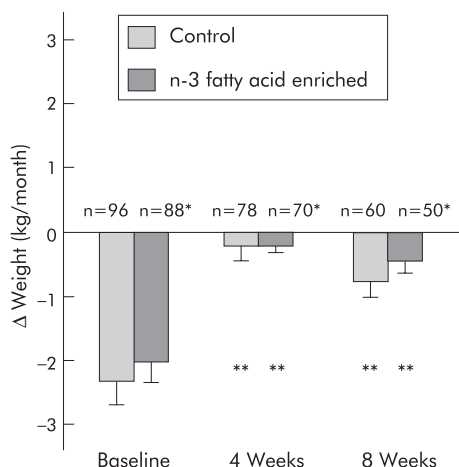 Control
n-3 fatty acid enriched
Δ Weight (kg/month)
3
2
1
0
−1
−2
−3
n=96 n=88* n=78 n=70* n=60 n=50*
** ** ** **
Baseline 4 Weeks 8 Weeks